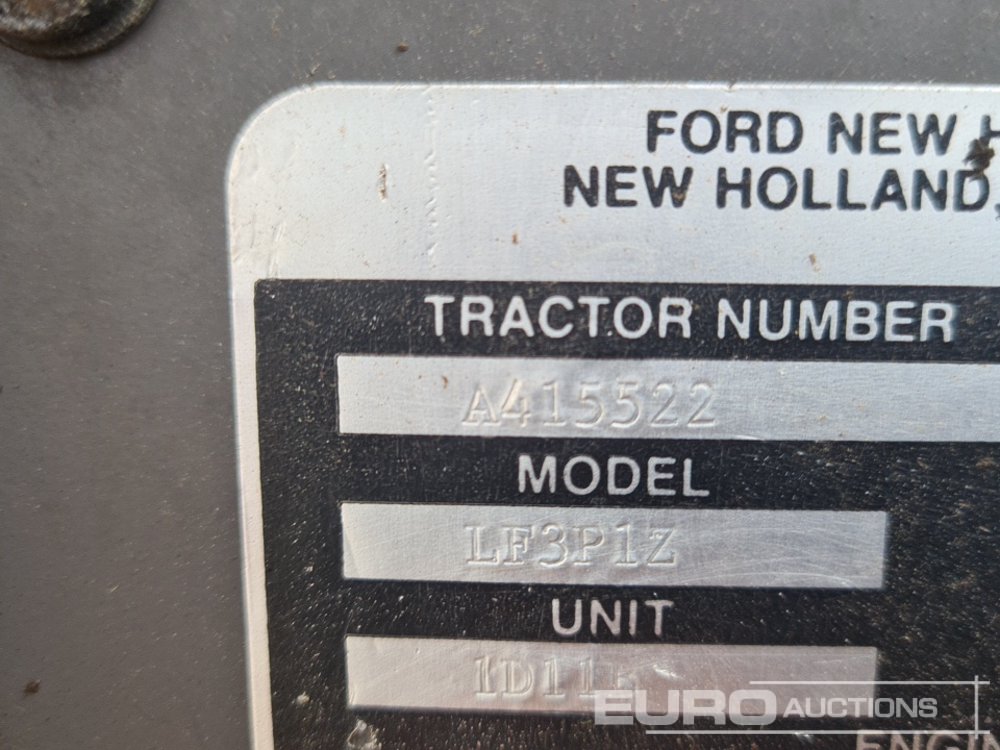 FORD NEW
NEW HOLLAND,
TRACTOR NUMBER
A415522
MODEL
LF3P1Z
UNIT
EURO AUCTIONS